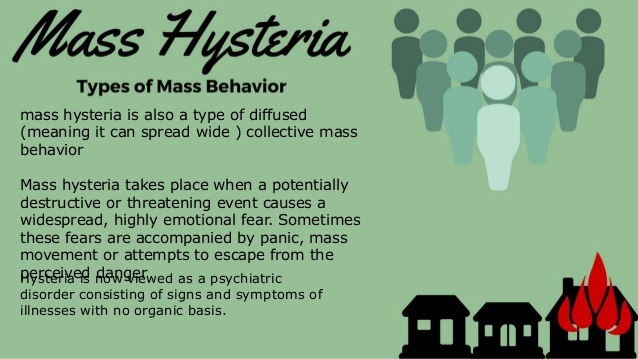 Mass Hysteria
Types of Mass Behavior
mass hysteria is also a type of diffused
(meaning it can spread wide ) collective mass
behavior
Mass hysteria takes place when a potentially
destructive or threatening event causes a
widespread, highly emotional fear. Sometimes
these fears are accompanied by panic, mass
movement or attempts to escape from the
perceived danger
Hysteria is now viewed as a psychiatric
disorder consisting of signs and symptoms of
illnesses with no organic basis.